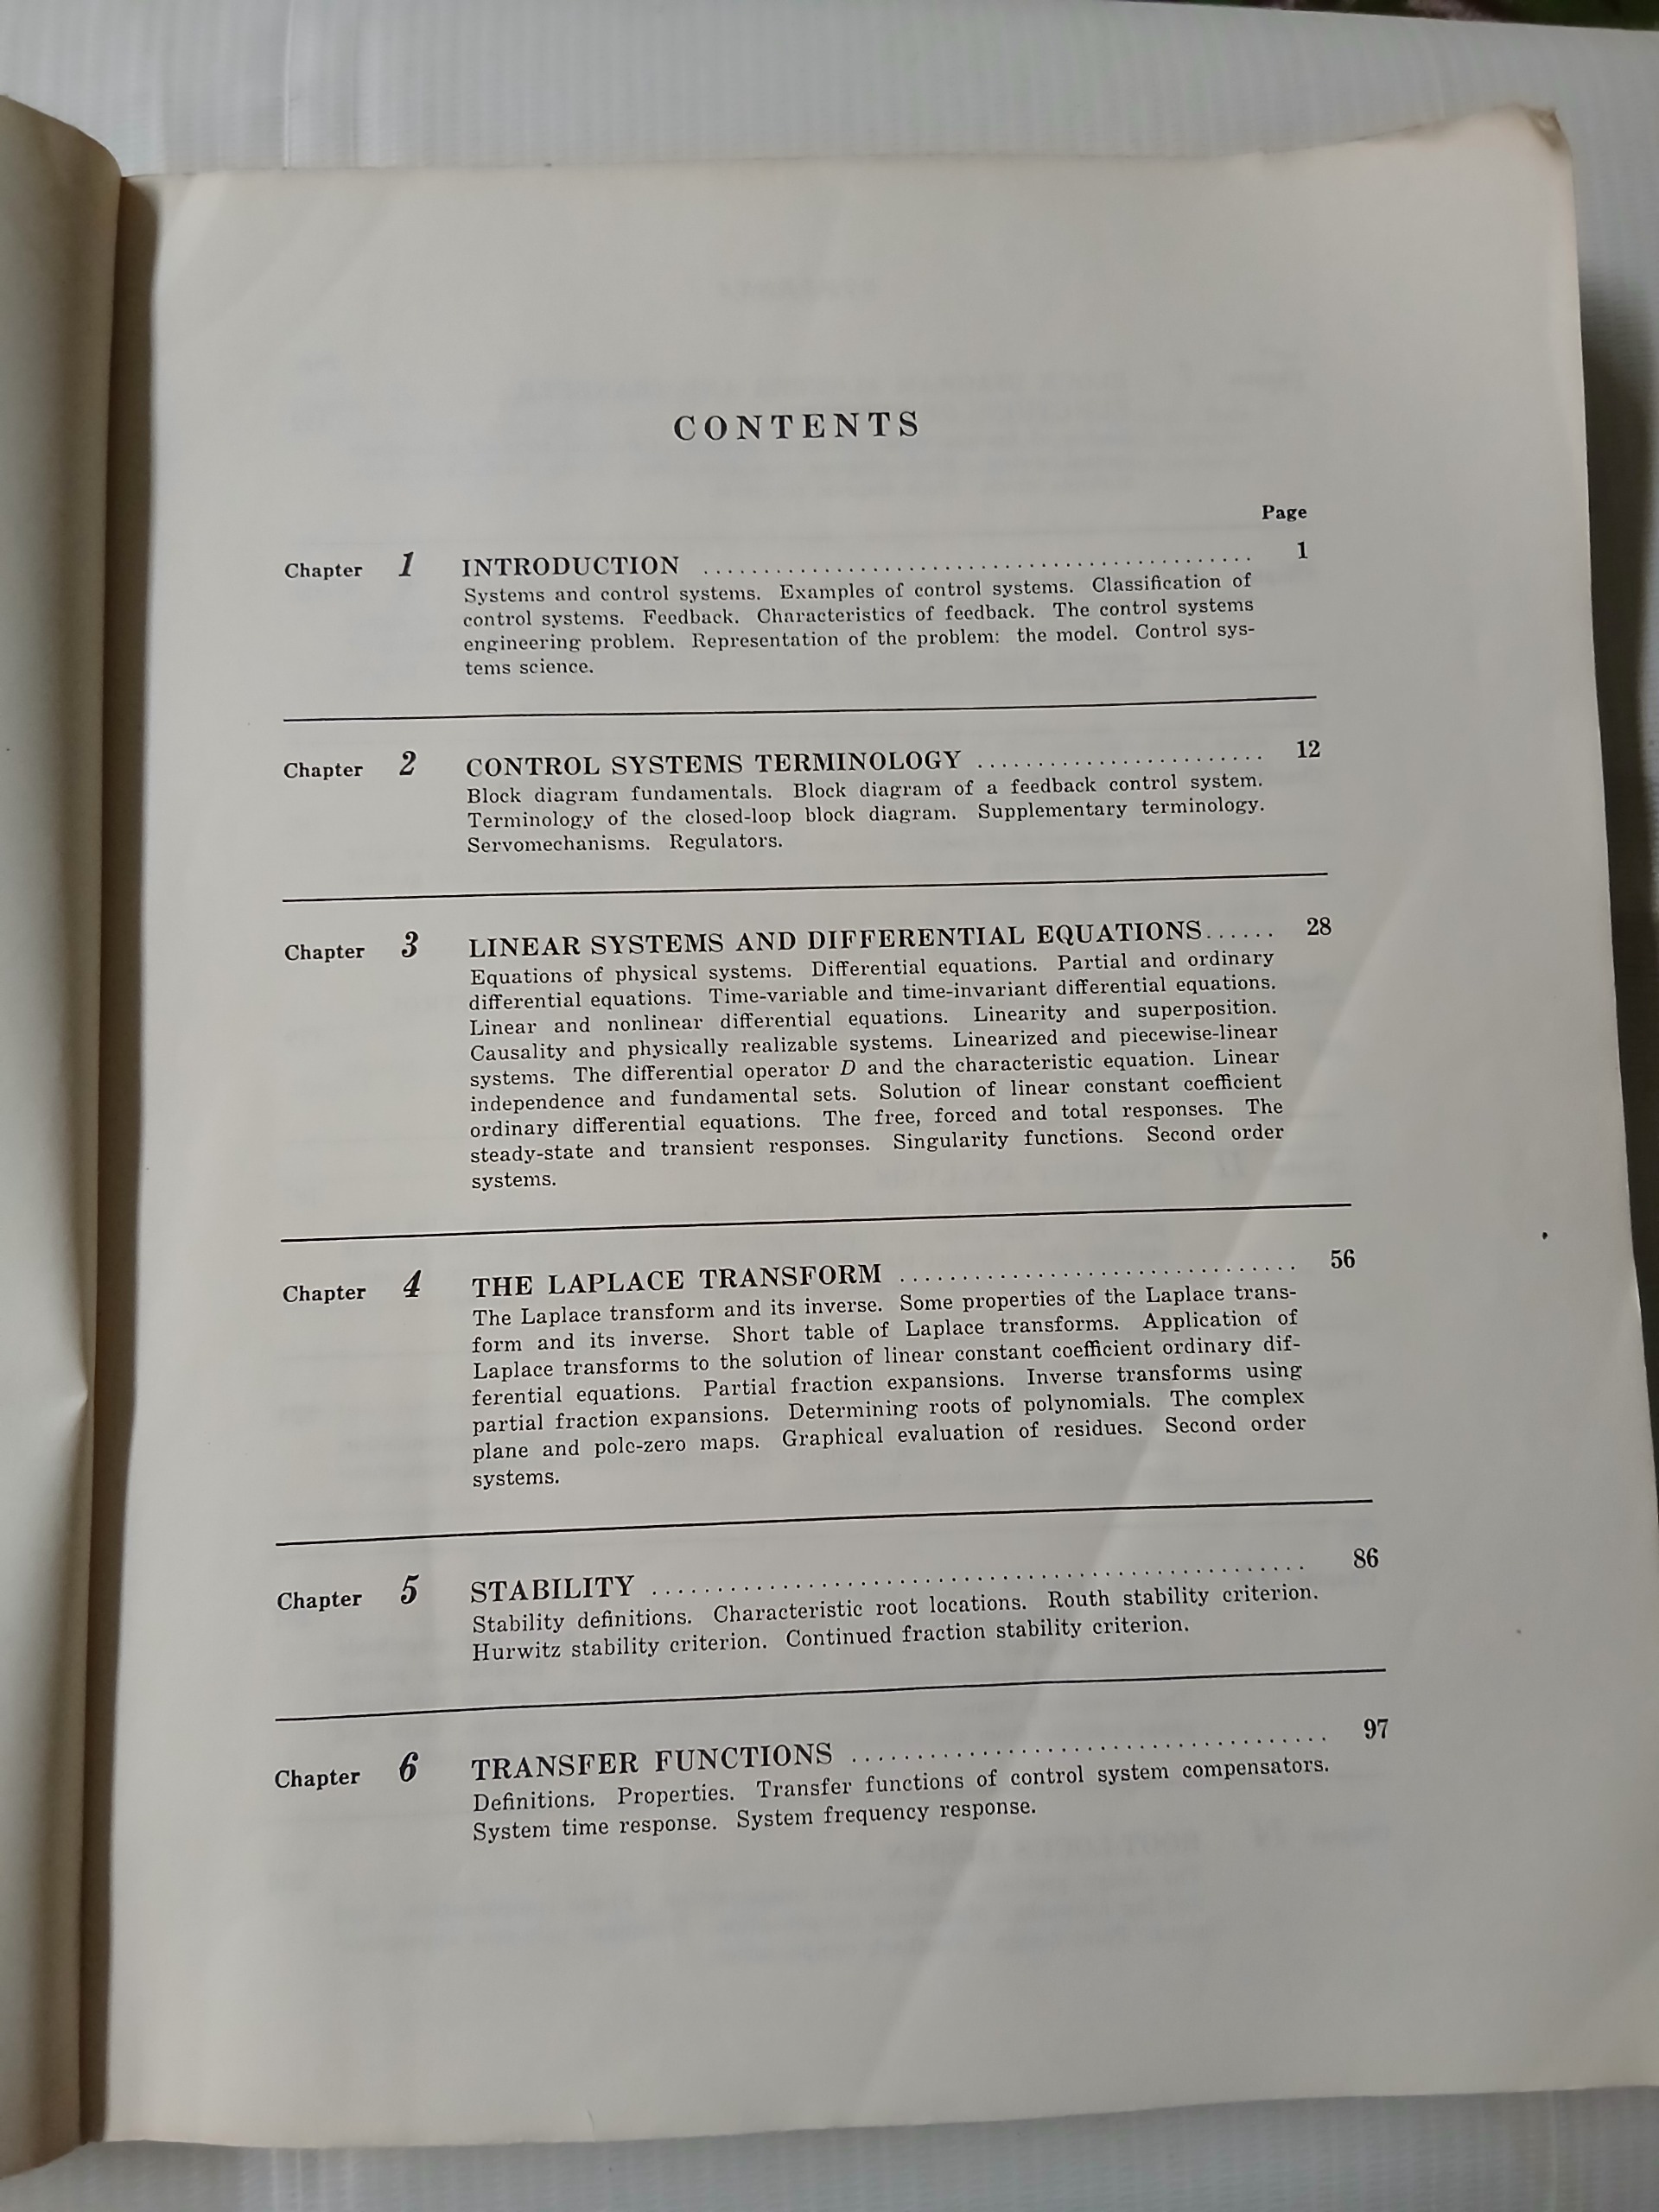 CONTENTS
Page
Chapter 1 INTRODUCTION .............................................. 1
Systems and control systems. Examples of control systems. Classification of
control systems. Feedback. Characteristics of feedback. The control systems
engineering problem. Representation of the problem: the model. Control sys-
tems science.
Chapter 2 CONTROL SYSTEMS TERMINOLOGY ........................ 12
Block diagram fundamentals. Block diagram of a feedback control system.
Terminology of the closed-loop block diagram. Supplementary terminology.
Servomechanisms. Regulators.
Chapter 3 LINEAR SYSTEMS AND DIFFERENTIAL EQUATIONS...... 28
Equations of physical systems. Differential equations. Partial and ordinary
differential equations. Time-variable and time-invariant differential equations.
Linear and nonlinear differential equations. Linearity and superposition.
Causality and physically realizable systems. Linearized and piecewise-linear
systems. The differential operator D and the characteristic equation. Linear
independence and fundamental sets. Solution of linear constant coefficient
ordinary differential equations. The free, forced and total responses. The
steady-state and transient responses. Singularity functions. Second order
systems.
Chapter 4 THE LAPLACE TRANSFORM ................................ 56
The Laplace transform and its inverse. Some properties of the Laplace trans-
form and its inverse. Short table of Laplace transforms. Application of
Laplace transforms to the solution of linear constant coefficient ordinary dif-
ferential equations. Partial fraction expansions. Inverse transforms using
partial fraction expansions. Determining roots of polynomials. The complex
plane and pole-zero maps. Graphical evaluation of residues. Second order
systems.
Chapter 5 STABILITY .................................................. 86
Stability definitions. Characteristic root locations. Routh stability criterion.
Hurwitz stability criterion. Continued fraction stability criterion.
Chapter 6 TRANSFER FUNCTIONS ..................................... 97
Definitions. Properties. Transfer functions of control system compensators.
System time response. System frequency response.